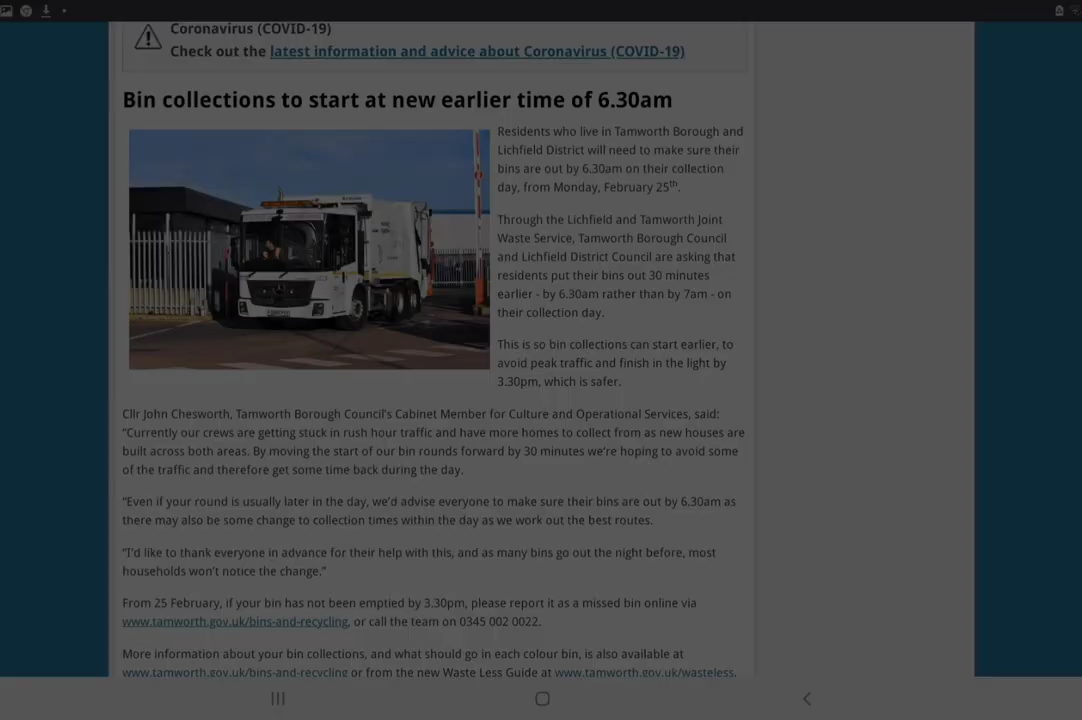 Coronavirus (COVID-19)
Check out the latest information and advice about Coronavirus (COVID-19)
Bin collections to start at new earlier time of 6.30am
Residents who live in Tamworth Borough and
Lichfield District will need to make sure their
bins are out by 6.30am on their collection
day, from Monday, February 25th.
Through the Lichfield and Tamworth Joint
Waste Service, Tamworth Borough Council
and Lichfield District Council are asking that
residents put their bins out 30 minutes
earlier - by 6.30am rather than by 7am - on
their collection day.
This is so bin collections can start earlier, to
avoid peak traffic and finish in the light by
3.30pm, which is safer.
Cllr John Chesworth, Tamworth Borough Council's Cabinet Member for Culture and Operational Services, said:
“Currently our crews are getting stuck in rush hour traffic and have more homes to collect from as new houses are
built across both areas. By moving the start of our bin rounds forward by 30 minutes we’re hoping to avoid some
of the traffic and therefore get some time back during the day.
“Even if your round is usually later in the day, we’d advise everyone to make sure their bins are out by 6.30am as
there may also be some change to collection times within the day as we work out the best routes.
“I’d like to thank everyone in advance for their help with this, and as many bins go out the night before, most
households won’t notice the change.”
From 25 February, if your bin has not been emptied by 3.30pm, please report it as a missed bin online via
www.tamworth.gov.uk/bins-and-recycling, or call the team on 0345 002 0022.
More information about your bin collections, and what should go in each colour bin, is also available at
www.tamworth.gov.uk/bins-and-recycling or from the new Waste Less Guide at www.tamworth.gov.uk/wasteless.